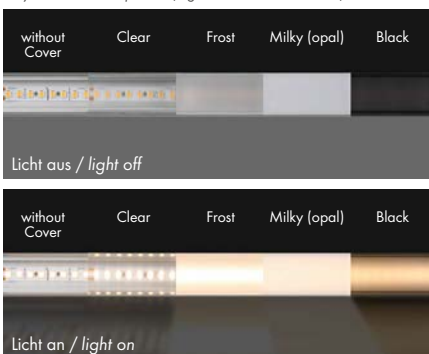 without Clear Frost Milky (opal) Black
Cover
Licht aus / light off
without Clear Frost Milky (opal) Black
Cover
Licht an / light on